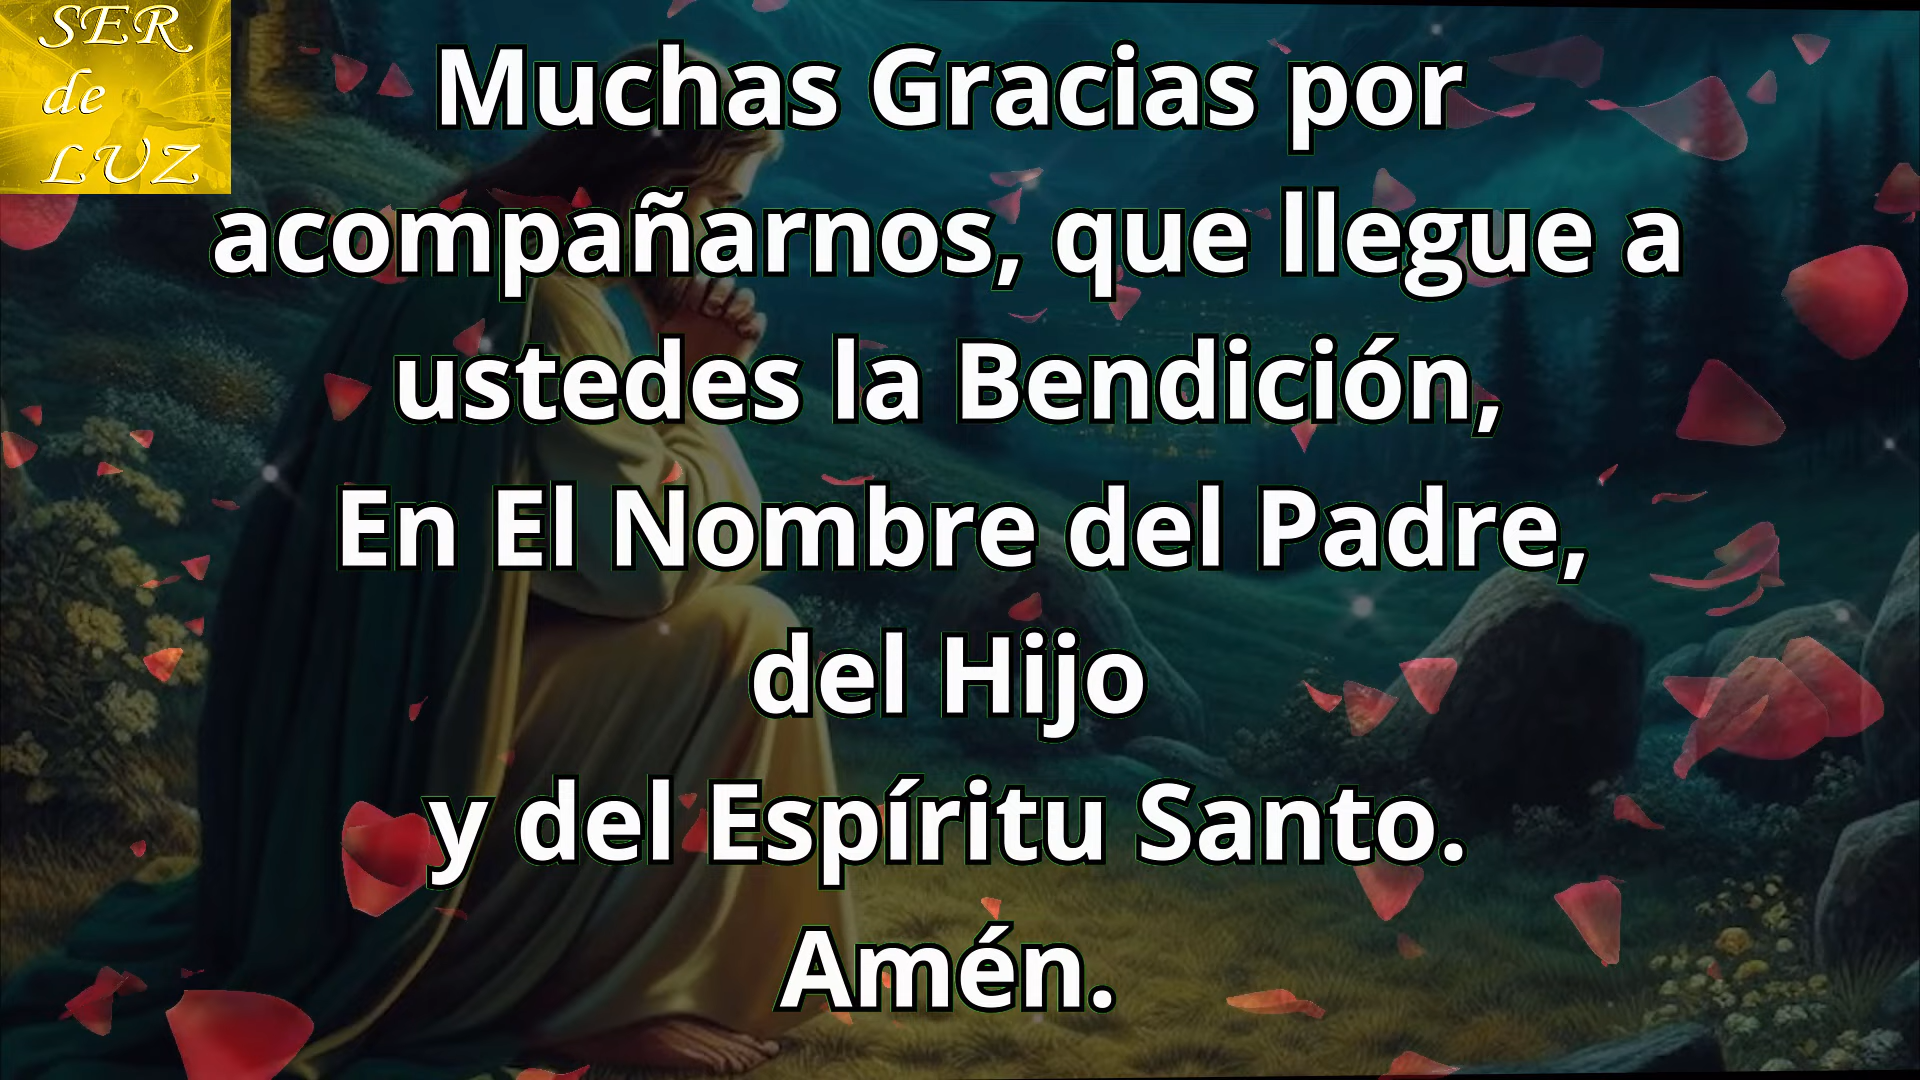 SER
de
LUZ
Muchas Gracias por
acompañarnos, que llegue a
ustedes la Bendición,
En El Nombre del Padre,
del Hijo
y del Espíritu Santo.
Amén.